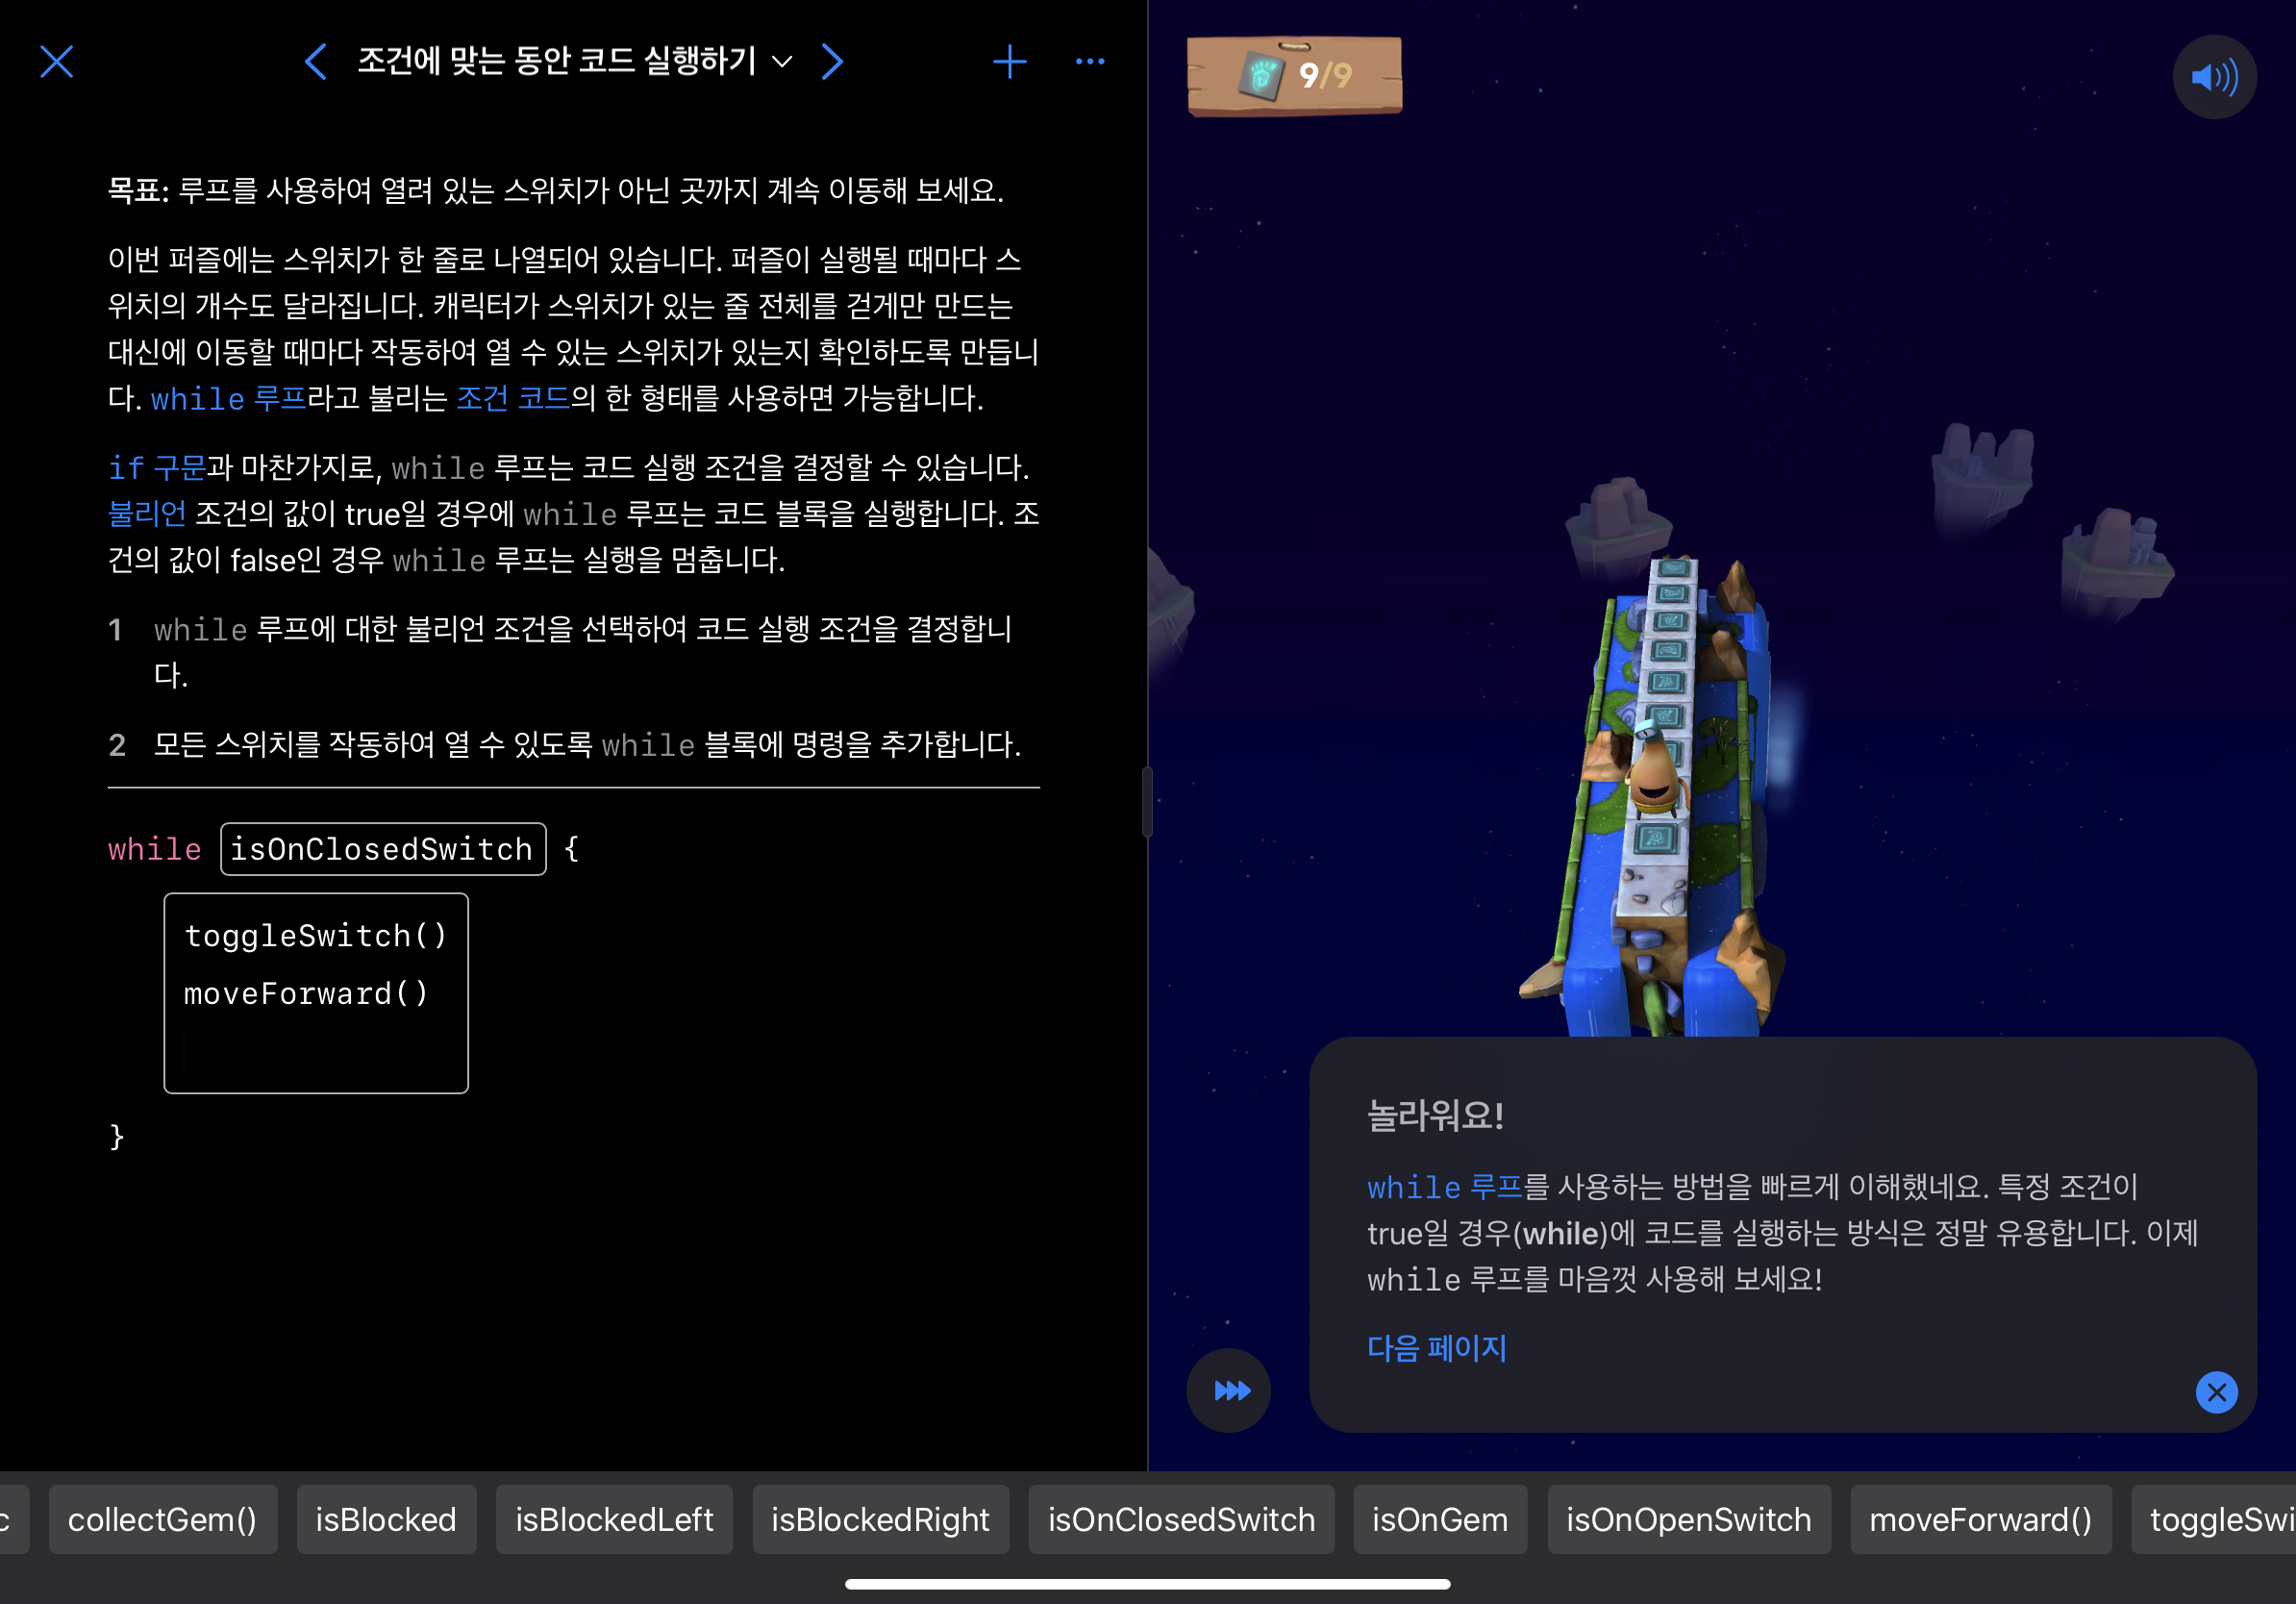 조건에 맞는 동안 코드 실행하기
9/9
목표: 루프를 사용하여 열려 있는 스위치가 아닌 곳까지 계속 이동해 보세요.
이번 퍼즐에는 스위치가 한 줄로 나열되어 있습니다. 퍼즐이 실행될 때마다 스
위치의 개수도 달라집니다. 캐릭터가 스위치가 있는 줄 전체를 걷게만 만드는
대신에 이동할 때마다 작동하여 열 수 있는 스위치가 있는지 확인하도록 만듭니
다. while 루프라고 불리는 조건 코드의 한 형태를 사용하면 가능합니다.
if 구문과 마찬가지로, while 루프는 코드 실행 조건을 결정할 수 있습니다.
불리언 조건의 값이 true일 경우에 while 루프는 코드 블록을 실행합니다. 조
건의 값이 false인 경우 while 루프는 실행을 멈춥니다.
1 while 루프에 대한 불리언 조건을 선택하여 코드 실행 조건을 결정합니
다.
2 모든 스위치를 작동하여 열 수 있도록 while 블록에 명령을 추가합니다.
while isOnClosedSwitch {
toggleSwitch()
moveForward()
}
놀라워요!
while 루프를 사용하는 방법을 빠르게 이해했네요. 특정 조건이
true일 경우(while)에 코드를 실행하는 방식은 정말 유용합니다. 이제
while 루프를 마음껏 사용해 보세요!
다음 페이지
c collectGem() isBlocked isBlockedLeft isBlockedRight isOnClosedSwitch isOnGem isOnOpenSwitch moveForward() toggleSwi